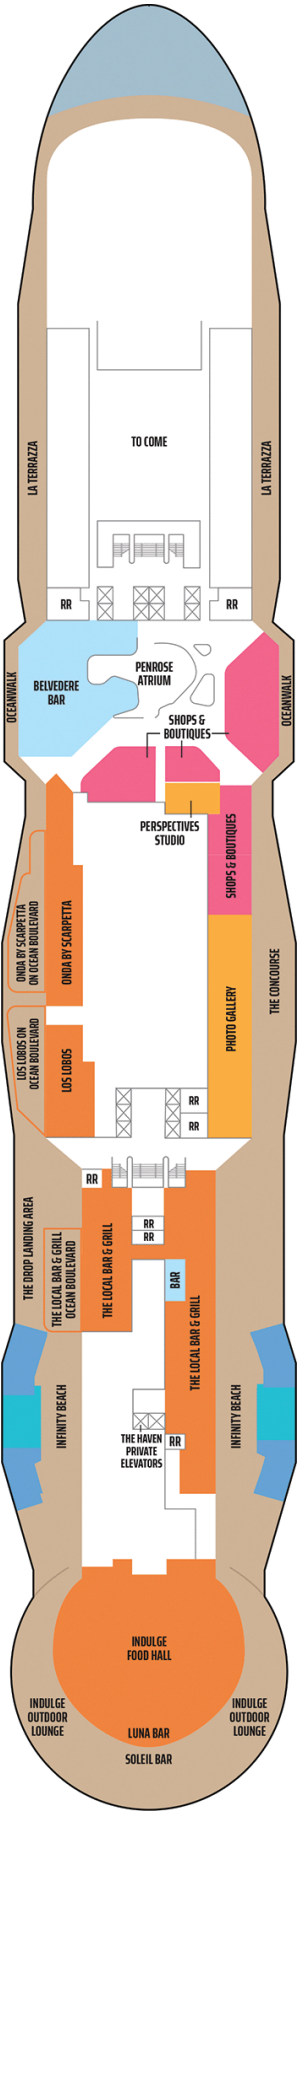 LA TERRAZZA
LA TERRAZZA
TO COME
RR
RR
OCEANWALK
BELVEDERE
BAR
PENROSE
ATRIUM
OCEANWALK
SHOPS &
BOUTIQUES
PERSPECTIVES
STUDIO
SHOPS & BOUTIQUES
ONDA BY SCARPETTA
ON OCEAN BOULEVARD
ONDA BY SCARPETTA
THE CONCOURSE
PHOTO GALLERY
LOS LOBOS ON
OCEAN BOULEVARD
LOS LOBOS
RR
RR
RR
THE DROP LANDING AREA
THE LOCAL BAR & GRILL
OCEAN BOULEVARD
THE LOCAL BAR & GRILL
RR
RR
BAR
THE LOCAL BAR & GRILL
INFINITY BEACH
INFINITY BEACH
THE HAVEN
PRIVATE
ELEVATORS
RR
INDULGE
FOOD HALL
INDULGE
OUTDOOR
LOUNGE
INDULGE
OUTDOOR
LOUNGE
LUNA BAR
SOLEIL BAR